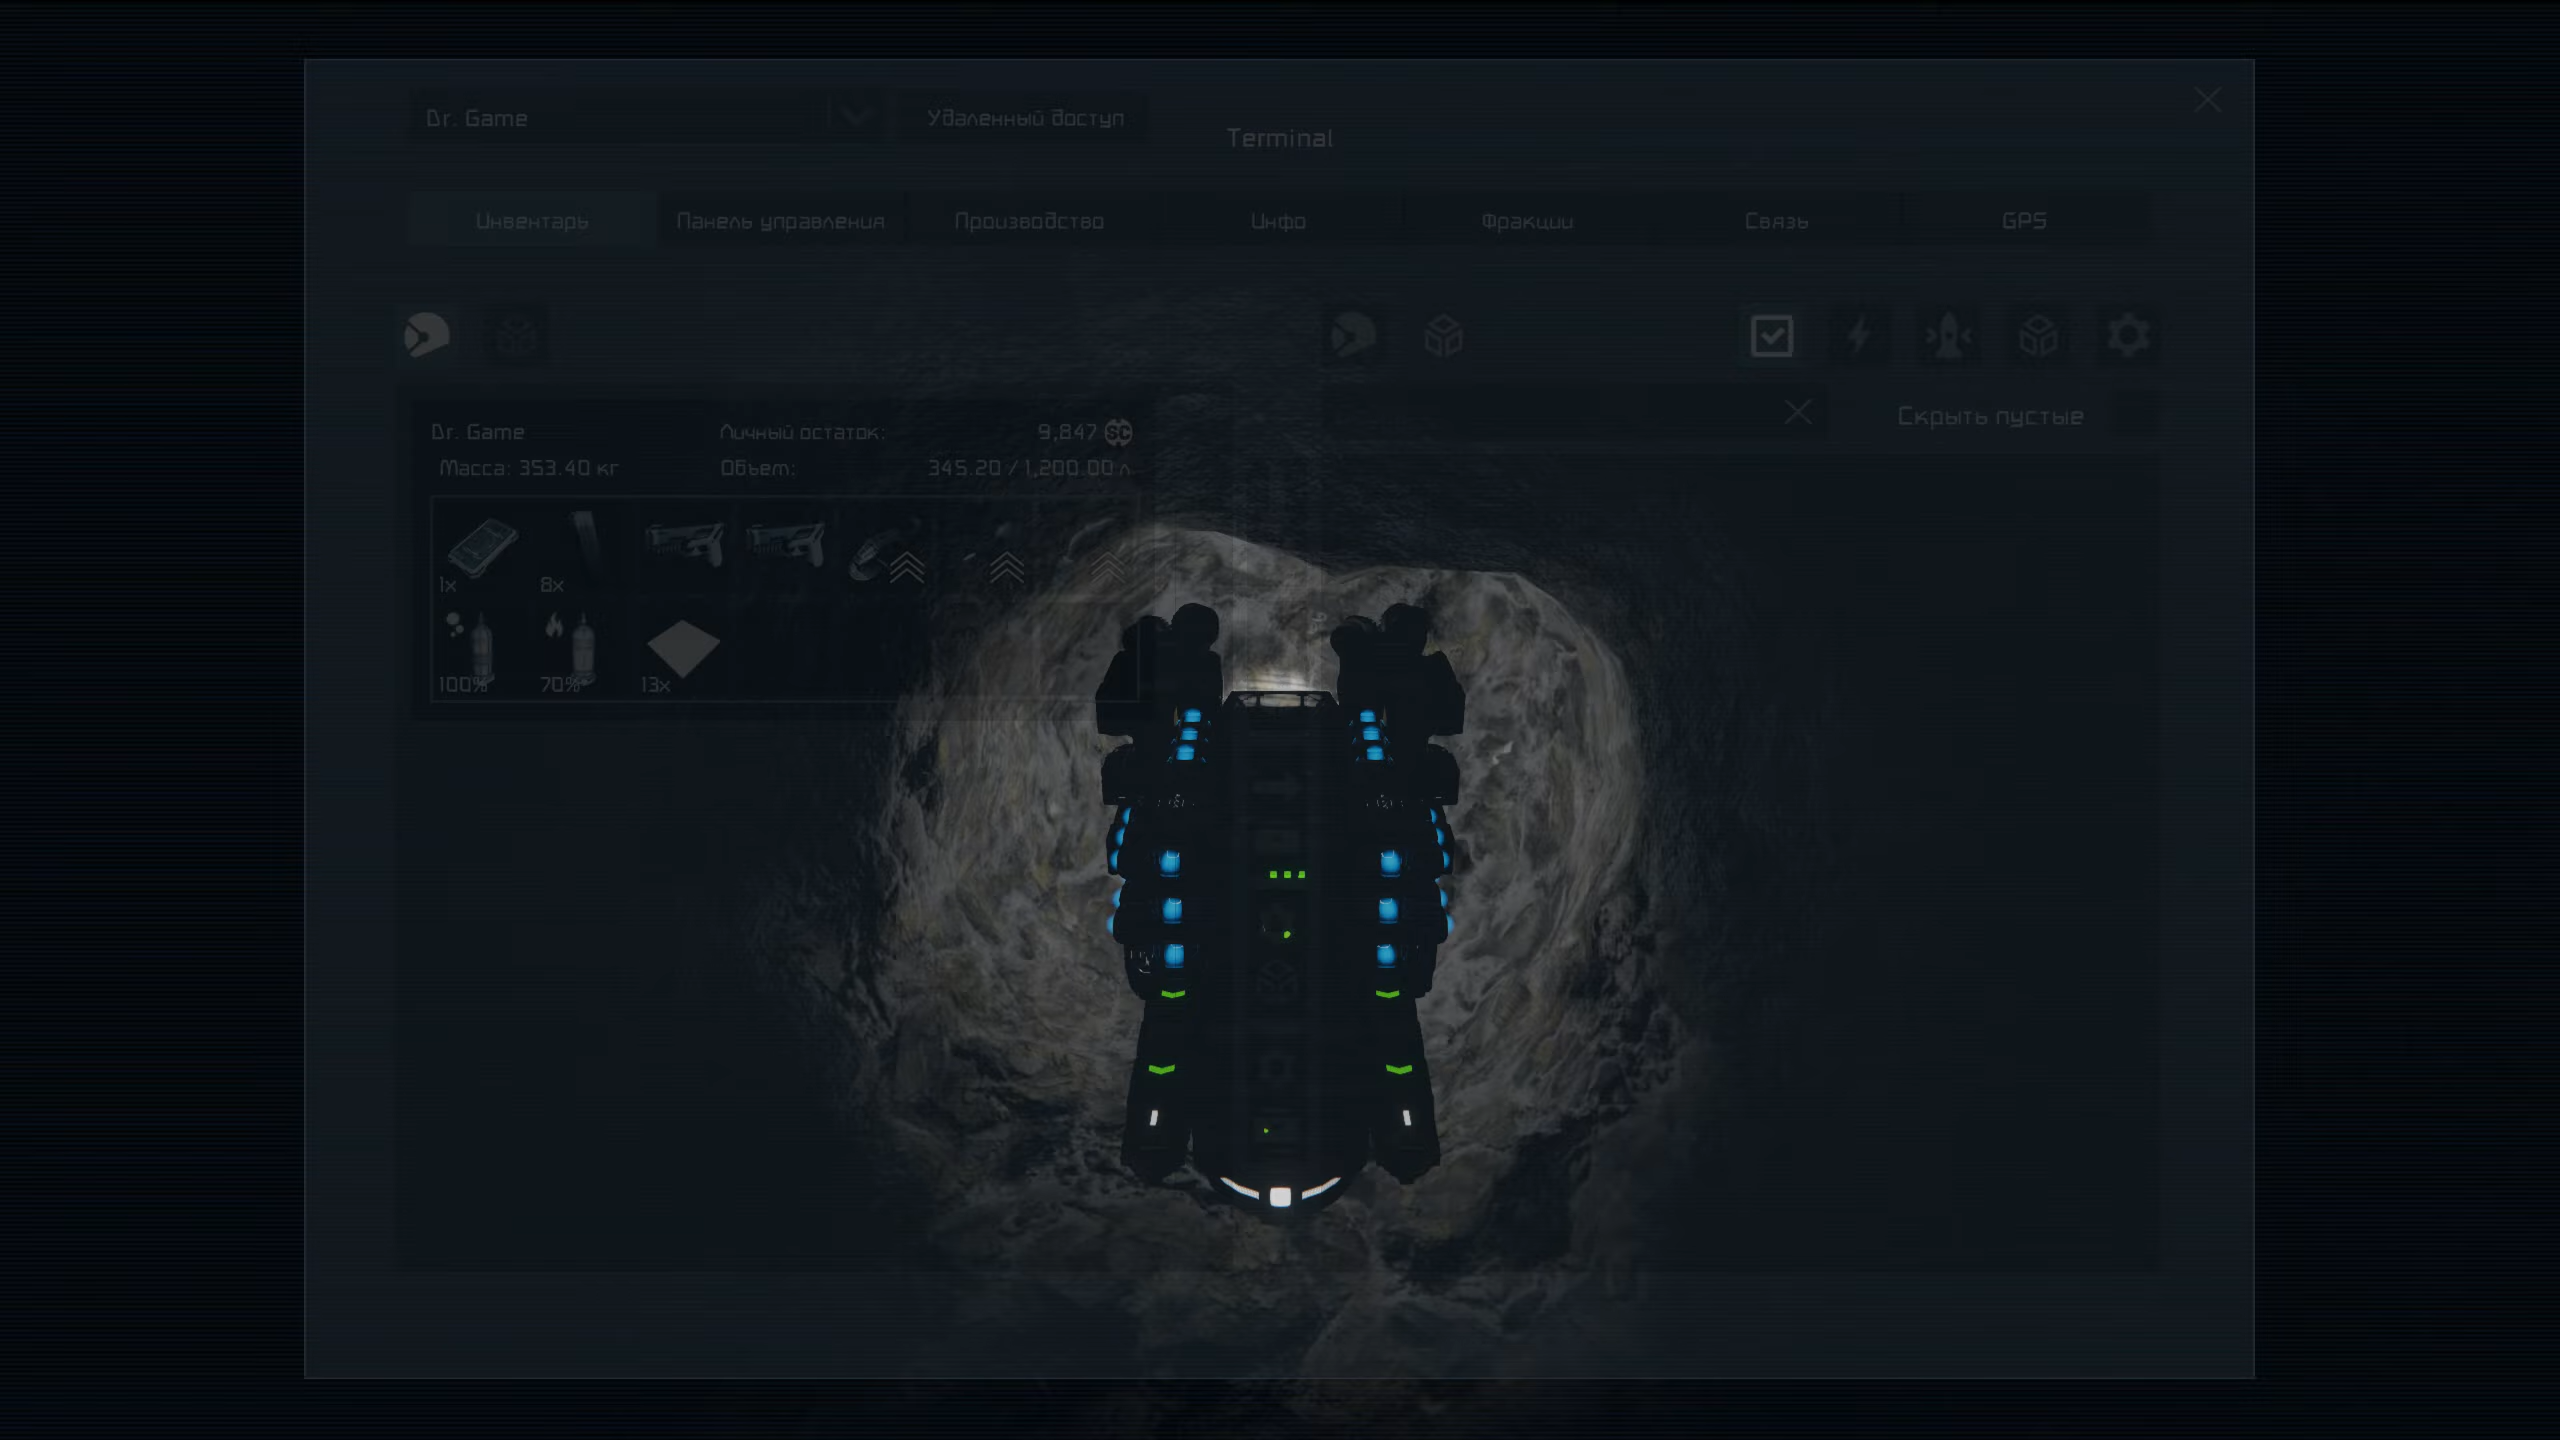 Dr. Game
Удаленный доступ
Terminal
Инвентарь
Панель управления
Производство
Инфо
Фракции
Связь
GPS
Скрыть пустые
Dr. Game
Личный остаток:
9,847 SC
Масса: 353.40 кг
Объем:
345.20 / 1,200.00 л
1x
8x
100%
70%
13x